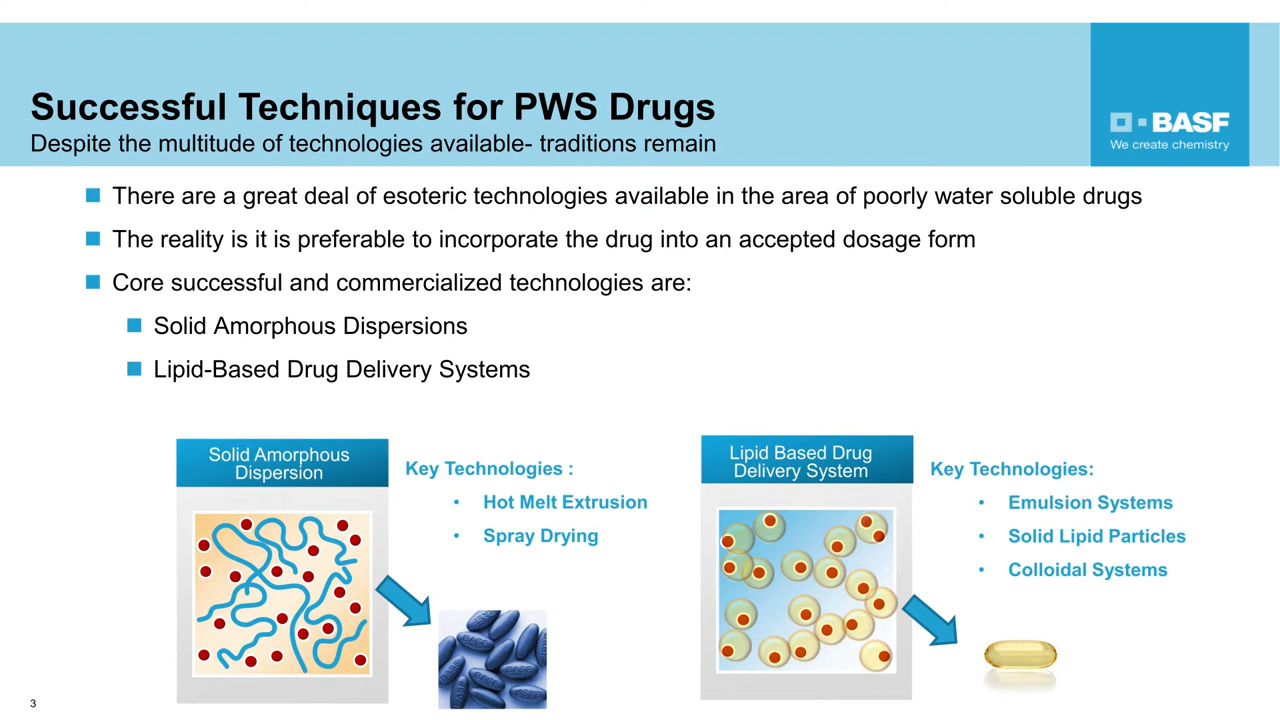 Successful Techniques for PWS Drugs
Despite the multitude of technologies available- traditions remain
BASF
We create chemistry
There are a great deal of esoteric technologies available in the area of poorly water soluble drugs
The reality is it is preferable to incorporate the drug into an accepted dosage form
Core successful and commercialized technologies are:
Solid Amorphous Dispersions
Lipid-Based Drug Delivery Systems
Solid Amorphous
Dispersion
Key Technologies :
• Hot Melt Extrusion
• Spray Drying
BASF
BASF
Lipid Based Drug
Delivery System
Key Technologies:
• Emulsion Systems
• Solid Lipid Particles
• Colloidal Systems
3